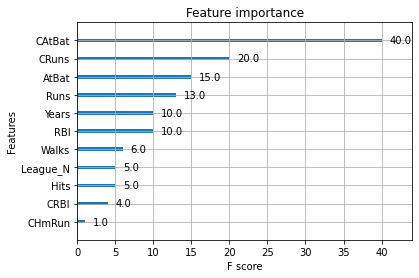 Feature importance
CAtBat 40.0
CRuns 20.0
AtBat 15.0
Runs 13.0
Years 10.0
RBI 10.0
Walks 6.0
League_N 5.0
Hits 5.0
CRBI 4.0
CHmRun 1.0
Features
0 5 10 15 20 25 30 35 40
F score